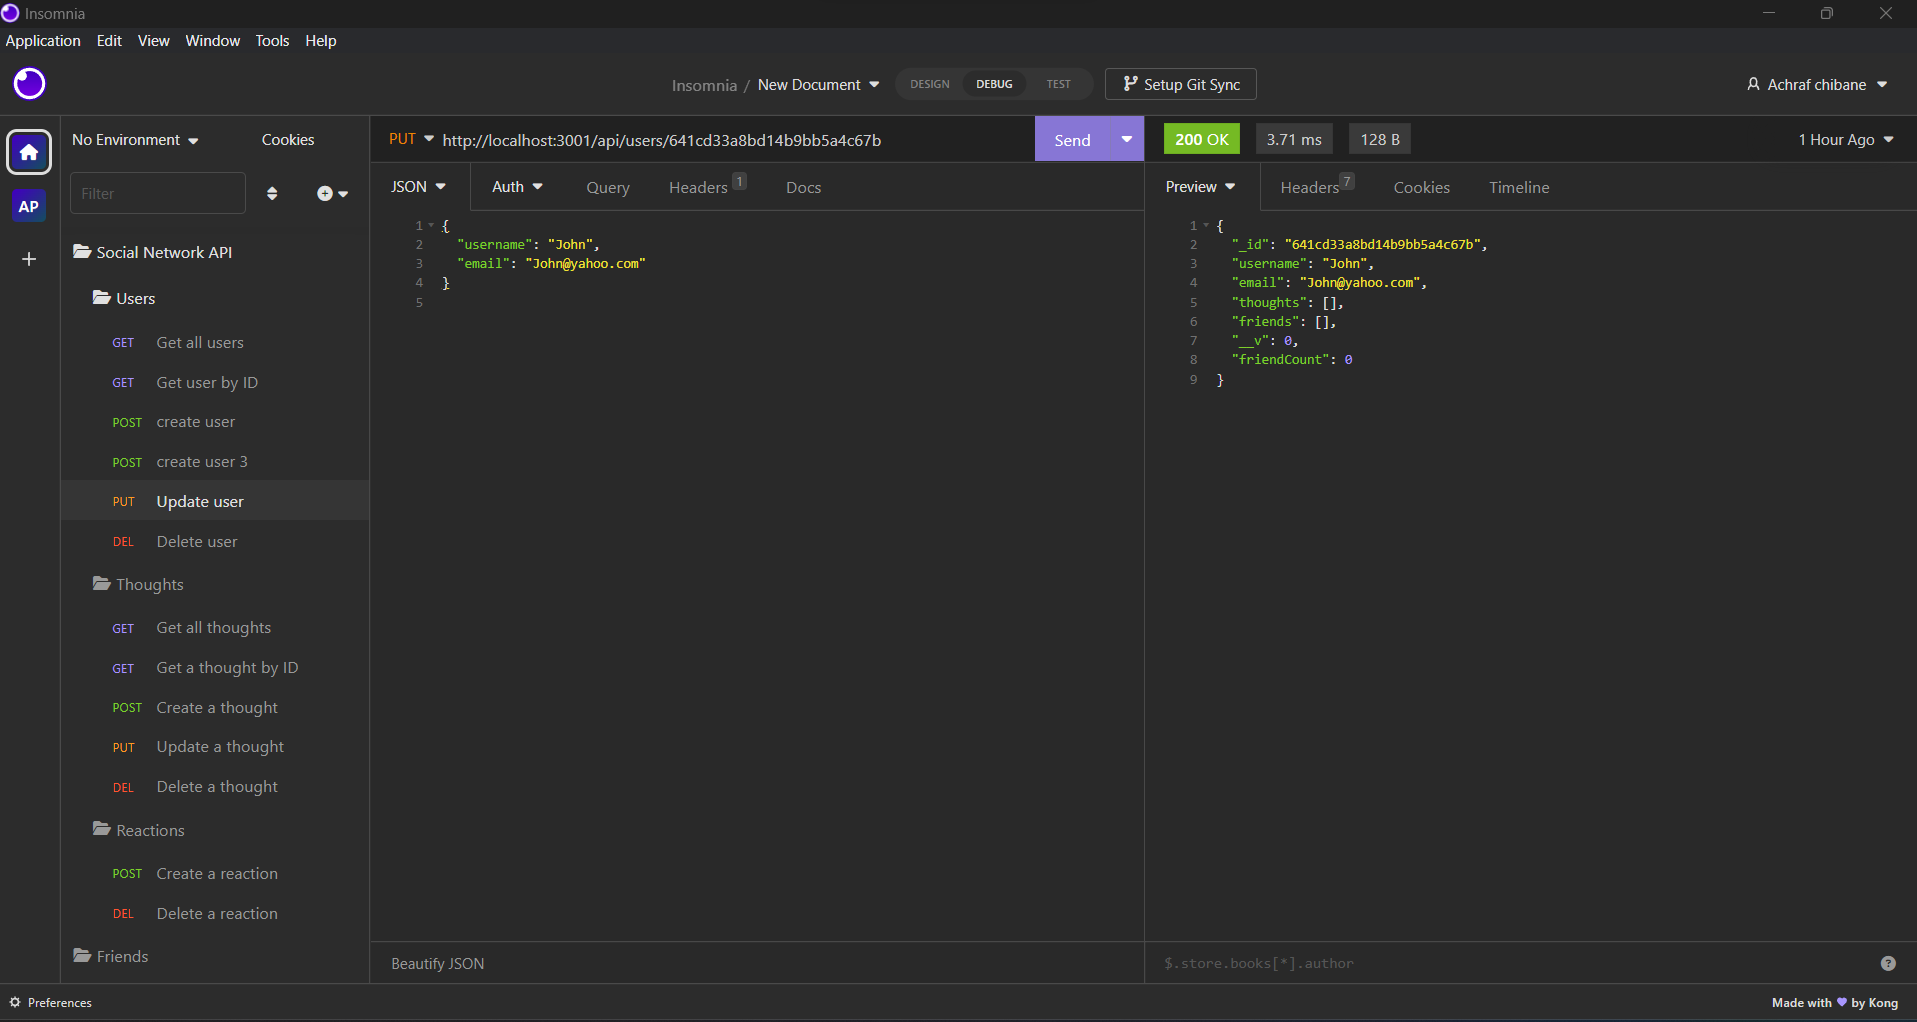 Insomnia
Application Edit View Window Tools Help
Insomnia / New Document DESIGN DEBUG TEST Setup Git Sync Achraf chibane
No Environment Cookies
AP
Filter
Social Network API
Users
GET Get all users
GET Get user by ID
POST create user
POST create user 3
PUT Update user
DEL Delete user
Thoughts
GET Get all thoughts
GET Get a thought by ID
POST Create a thought
PUT Update a thought
DEL Delete a thought
Reactions
POST Create a reaction
DEL Delete a reaction
Friends
PUT http://localhost:3001/api/users/641cd33a8bd14b9bb5a4c67b Send
JSON Auth Query Headers 1 Docs
1 {
2 "username": "John",
3 "email": "John@yahoo.com"
4 }
5
Beautify JSON
200 OK 3.71 ms 128 B 1 Hour Ago
Preview Headers 7 Cookies Timeline
1 {
2 "_id": "641cd33a8bd14b9bb5a4c67b",
3 "username": "John",
4 "email": "John@yahoo.com",
5 "thoughts": [],
6 "friends": [],
7 "__v": 0,
8 "friendCount": 0
9 }
$.store.books[*].author
Preferences
Made with by Kong